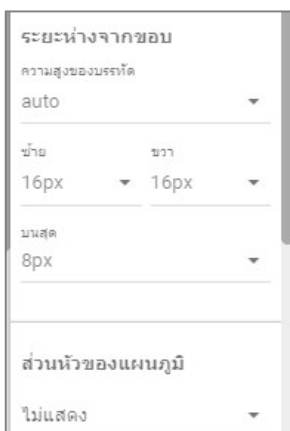 ระยะห่างจากขอบ
ความสูงของบรรทัด
auto
ซ้าย ขวา
16px 16px
บนสุด
8px
ส่วนหัวของแผนภูมิ
ไม่แสดง